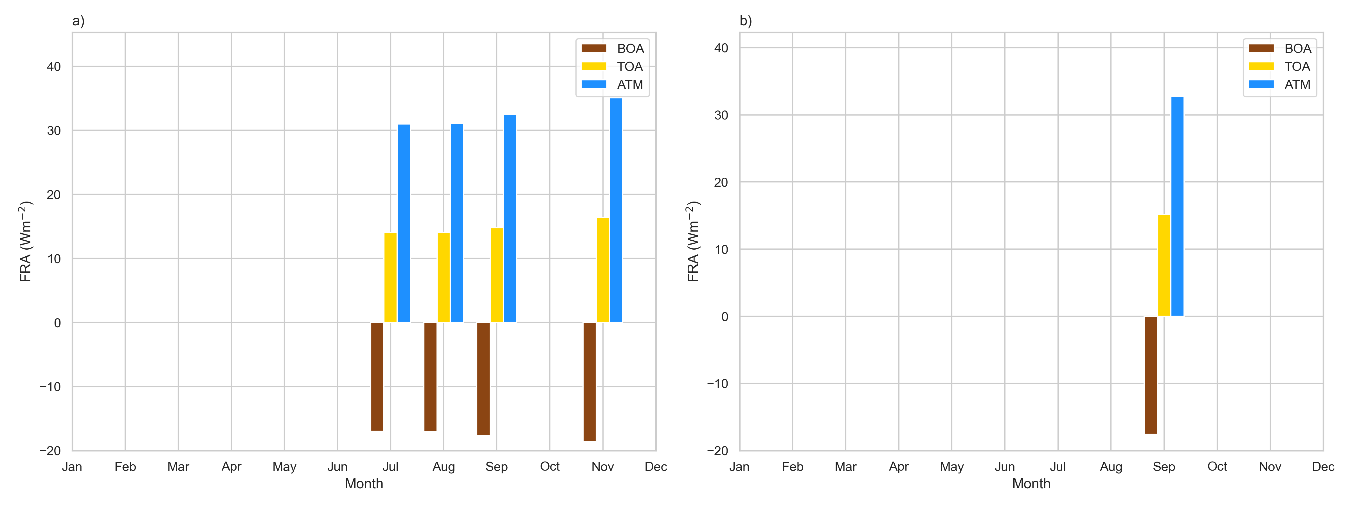 a)
BOA
TOA
ATM
40
30
20
10
0
−10
−20
FRA (Wm⁻²)
Jan Feb Mar Apr May Jun Jul Aug Sep Oct Nov Dec
Month
b)
BOA
TOA
ATM
40
30
20
10
0
−10
−20
FRA (Wm⁻²)
Jan Feb Mar Apr May Jun Jul Aug Sep Oct Nov Dec
Month